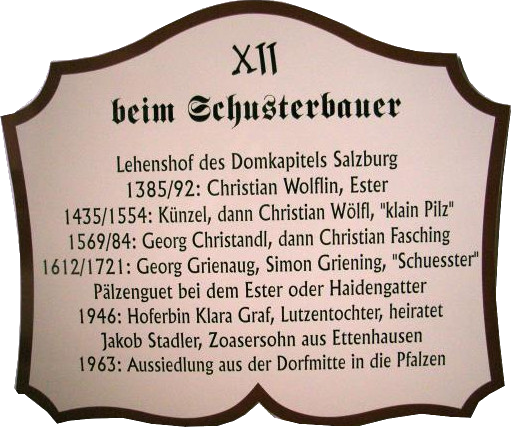 XII
beim Schusterbauer
Lehenshof des Domkapitels Salzburg
1385/92: Christian Wolflin, Ester
1435/1554: Künzel, dann Christian Wölfl, "klain Pilz"
1569/84: Georg Christandl, dann Christian Fasching
1612/1721: Georg Grienaug, Simon Griening, "Schuesster"
Pälzenguet bei dem Ester oder Haidengatter
1946: Hoferbin Klara Graf, Lutzentochter, heiratet
Jakob Stadler, Zoasersohn aus Ettenhausen
1963: Aussiedlung aus der Dorfmitte in die Pfalzen